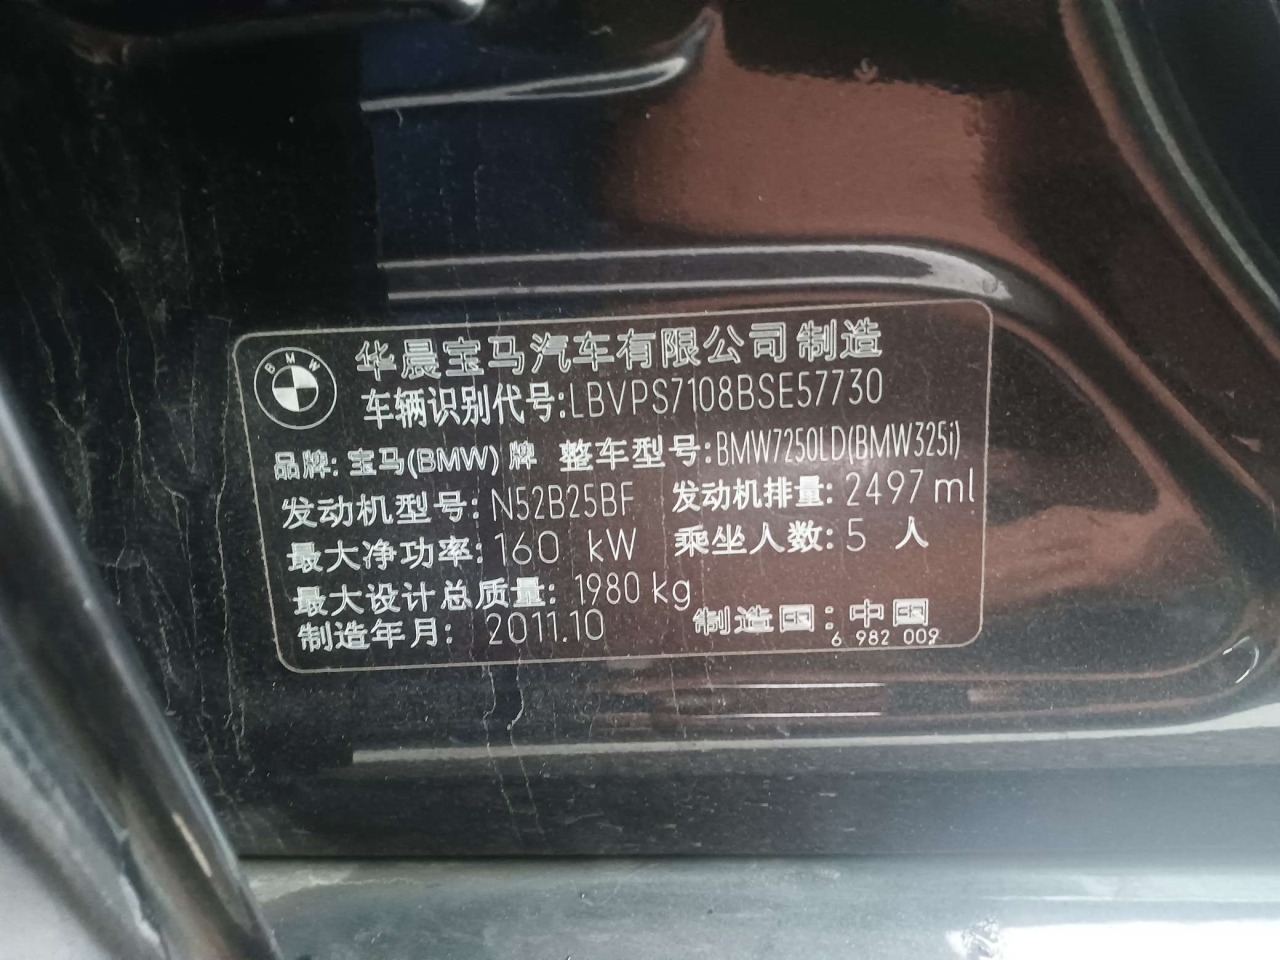 BMW
华晨宝马汽车有限公司 制造
车辆识别代号:LBVPS7108BSE57730
品牌: 宝马(BMW) 牌 整车型号:BMW7250LD(BMW325i)
发动机型号: N52B25BF 发动机排量: 2497 ml
最大净功率: 160 kW 乘坐人数: 5 人
最大设计总质量: 1980 kg
制造年月: 2011.10 制造国: 中国
6 982 009